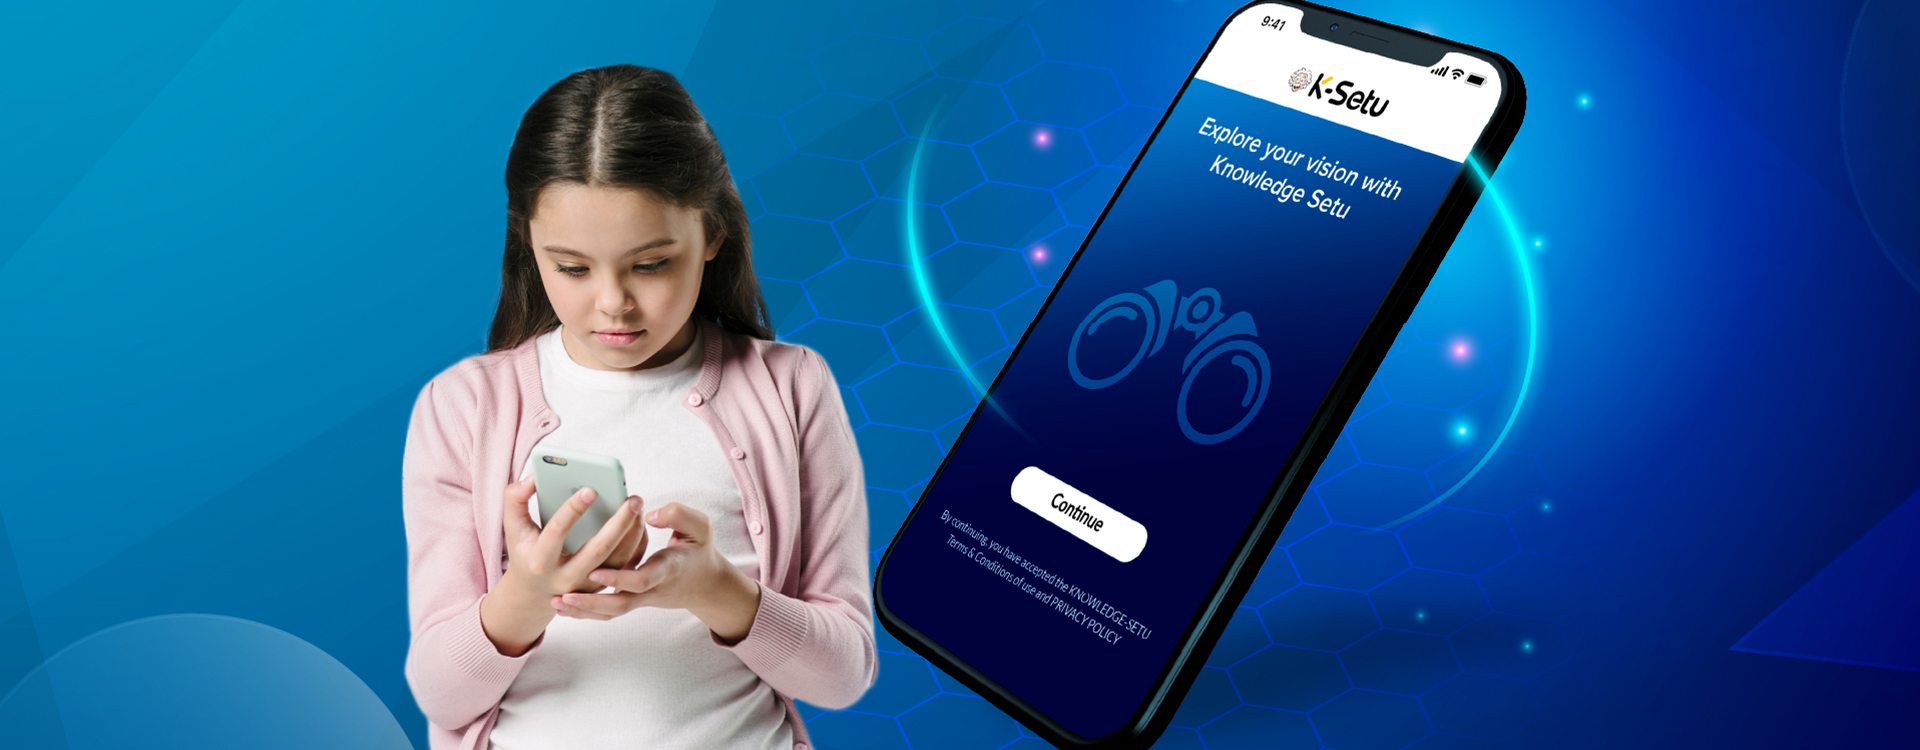 9:41
K-Setu
Explore your vision with
Knowledge Setu
Continue
By continuing, you have accepted the KNOWLEDGE-SETU
Terms & Conditions of use and PRIVACY POLICY